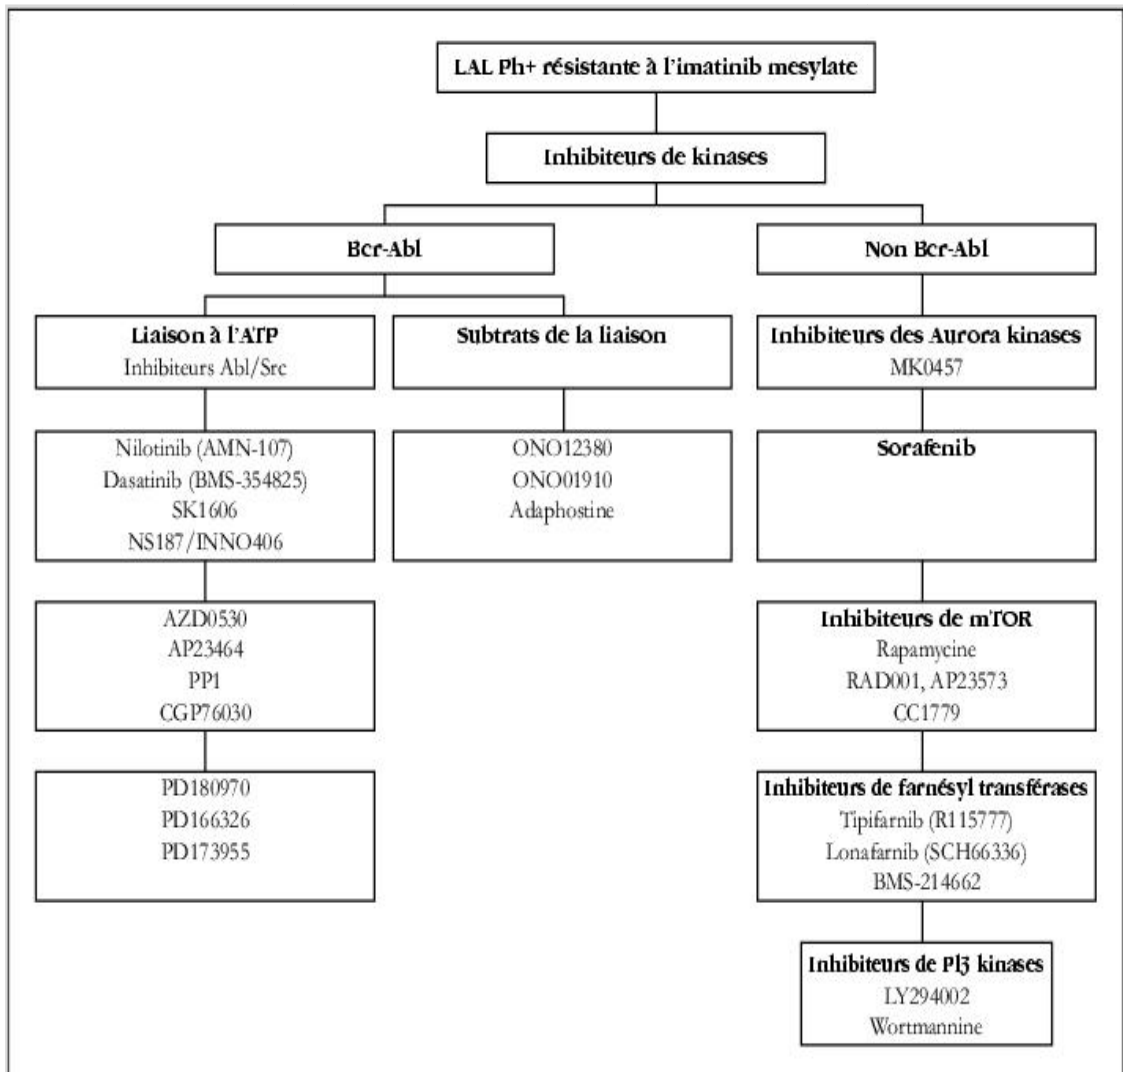 LAL Ph+ résistante à l'imatinib mesylate
Inhibiteurs de kinases
Bcr-Abl
Non Bcr-Abl
Liaison à l'ATP
Inhibiteurs Abl/Src
Subtrats de la liaison
Inhibiteurs des Aurora kinases
MK0457
Nilotinib (AMN-107)
Dasatinib (BMS-354825)
SK1606
NS187/INNO406
ONO12380
ONO01910
Adaphostine
Sorafenib
AZD0530
AP23464
PP1
CGP76030
Inhibiteurs de mTOR
Rapamycine
RAD001, AP23573
CC1779
PD180970
PD166326
PD173955
Inhibiteurs de farnésyl transférases
Tipifarnib (R115777)
Lonafarnib (SCH66336)
BMS-214662
Inhibiteurs de PI3 kinases
LY294002
Wortmannine